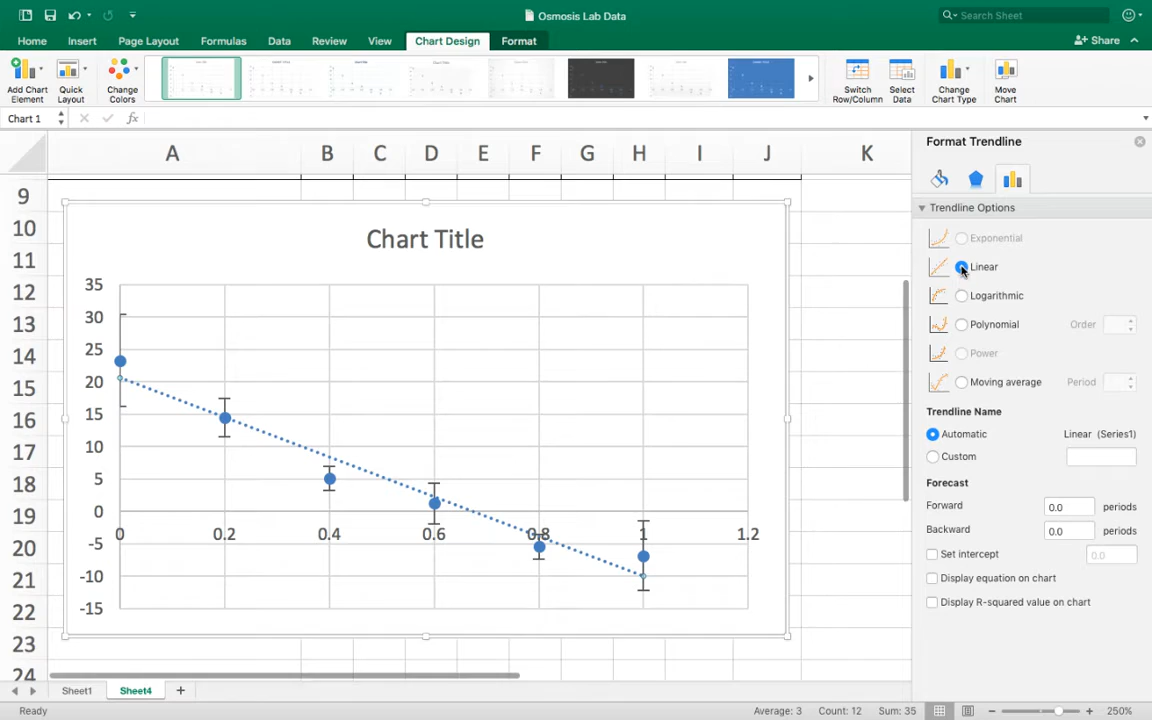 Osmosis Lab Data
Search Sheet
Home Insert Page Layout Formulas Data Review View Chart Design Format
Share
Add Chart Element
Quick Layout
Change Colors
Switch Row/Column
Select Data
Change Chart Type
Move Chart
Chart 1
fx
A B C D E F G H I J K
9
10
11
12
13
14
15
16
17
18
19
20
21
22
23
24
Chart Title
35
30
25
20
15
10
5
0
-5
-10
-15
0 0.2 0.4 0.6 0.8 1 1.2
Format Trendline
Trendline Options
Exponential
Linear
Logarithmic
Polynomial Order
Power
Moving average Period
Trendline Name
Automatic Linear (Series1)
Custom
Forecast
Forward 0.0 periods
Backward 0.0 periods
Set intercept 0.0
Display equation on chart
Display R-squared value on chart
Sheet1 Sheet4 +
Ready Average: 3 Count: 12 Sum: 35 250%